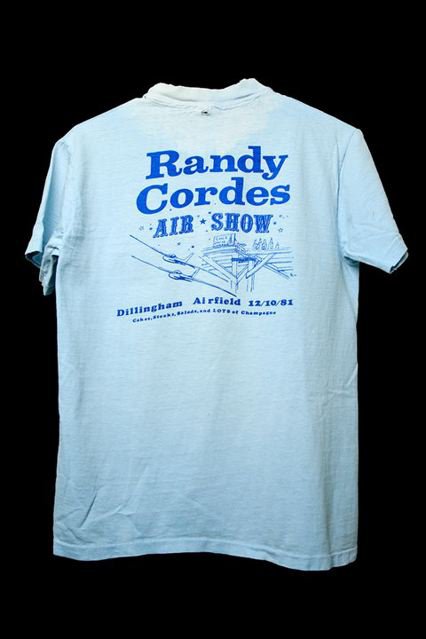 Randy
Cordes
AIR ★ SHOW
Dillingham Airfield 12/10/81
Cakes, Steaks, Salads, and LOTS of Champagne